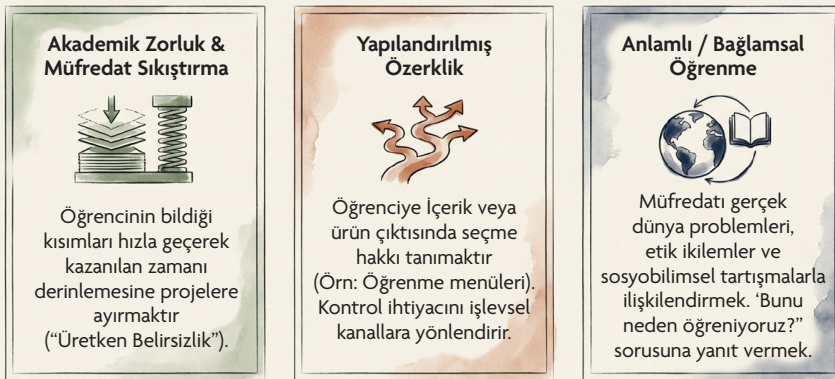 Akademik Zorluk &
Müfredat Sıkıştırma
Öğrencinin bildiği
kısımları hızla geçerek
kazanılan zamanı
derinlemesine projelere
ayırmaktır
(“Üretken Belirsizlik”).
Yapılandırılmış
Özerklik
Öğrenciye İçerik veya
ürün çıktısında seçme
hakkı tanımaktır
(Örn: Öğrenme menüleri).
Kontrol ihtiyacını işlevsel
kanallara yönlendirir.
Anlamlı / Bağlamsal
Öğrenme
Müfredatı gerçek
dünya problemleri,
etik ikilemler ve
sosyobilimsel tartışmalarla
ilişkilendirmek. ‘Bunu
neden öğreniyoruz?”
sorusuna yanıt vermek.